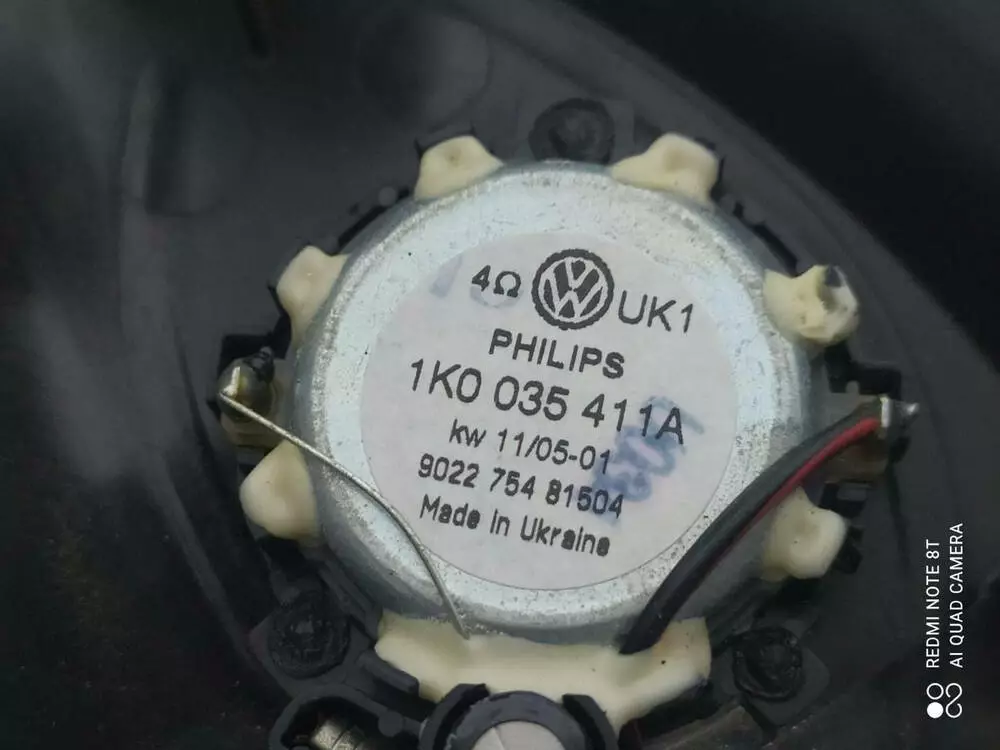 4Ω UK1
PHILIPS
1K0 035 411A
kw 11/05-01
9022 754 81504
Made in Ukraine
REDMI NOTE 8T
AI QUAD CAMERA